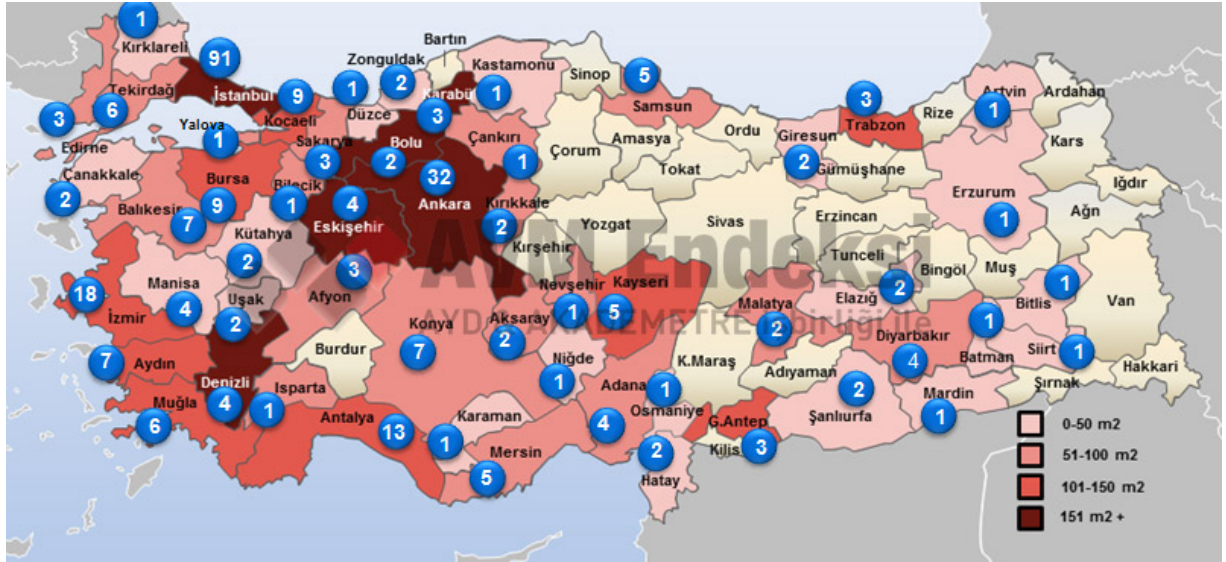 1
Kırklareli
91
Tekirdağ
İstanbul
9
Kocaeli
6
3
Edirne
Yalova
1
1
Düzce
Zonguldak
2
Bartın
Karabü
3
Kastamonu
1
Sinop
5
Samsun
3
Trabzon
Rize
Artvin
1
Ardahan
Kars
Iğdır
Ağrı
Çanakkale
2
Balıkesir
7
Bursa
9
Bilecik
1
Sakarya
3
Bolu
2
Ankara
32
Çankırı
1
Kırıkkale
2
Çorum
Amasya
Tokat
Ordu
Giresun
2
Gümüşhane
Erzurum
1
Eskişehir
4
Kütahya
2
Kırşehir
Yozgat
Sivas
Erzincan
Tunceli
Bingöl
Muş
Bitlis
1
Van
Manisa
4
Uşak
2
Afyon
3
18
İzmir
Konya
7
Aksaray
2
Nevşehir
1
Kayseri
5
Malatya
2
Elazığ
2
Diyarbakır
4
Batman
1
Siirt
1
Hakkari
Şırnak
7
Aydın
Denizli
4
Burdur
Isparta
1
Niğde
1
K.Maraş
Adıyaman
Şanlıurfa
2
Mardin
1
Muğla
6
Antalya
13
Karaman
1
Mersin
5
Adana
4
Osmaniye
1
G.Antep
3
Kilis
Hatay
2
AVM Endeksi
AKADEMETRE
0-50 m2
51-100 m2
101-150 m2
151 m2 +